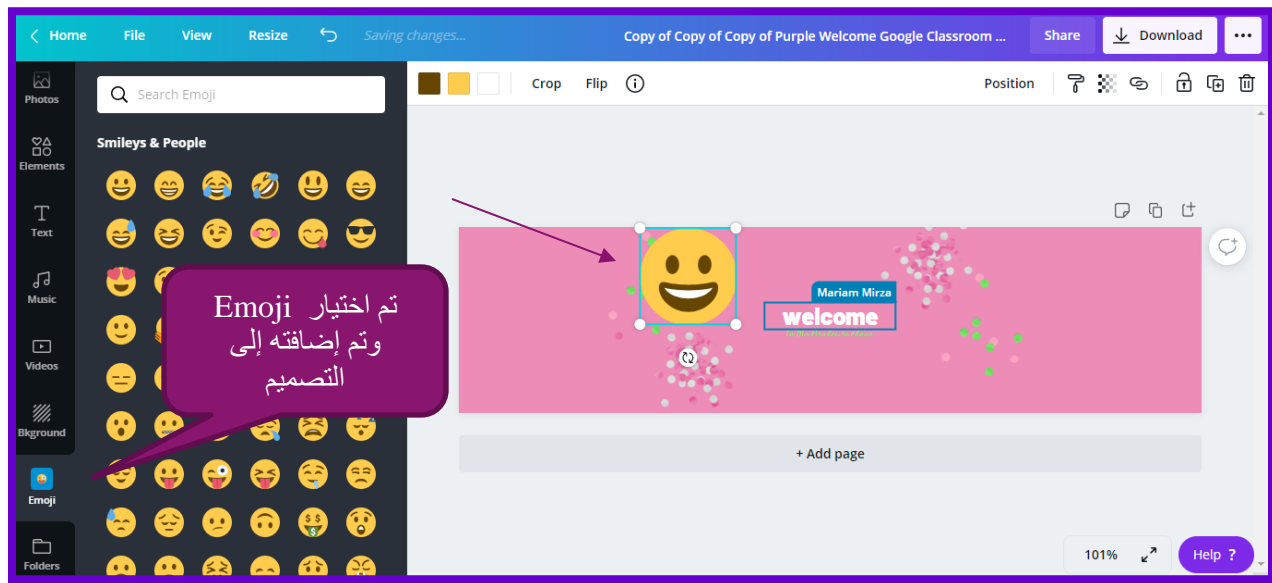 Home File View Resize Saving changes... Copy of Copy of Copy of Purple Welcome Google Classroom ... Share Download
Photos
Elements
Text
Music
Videos
Bkground
Emoji
Folders
Search Emoji
Smileys & People
Crop Flip Position
تم اختيار Emoji
وتم إضافته إلى
التصميم
Mariam Mirza
welcome
+ Add page
101%
Help ?